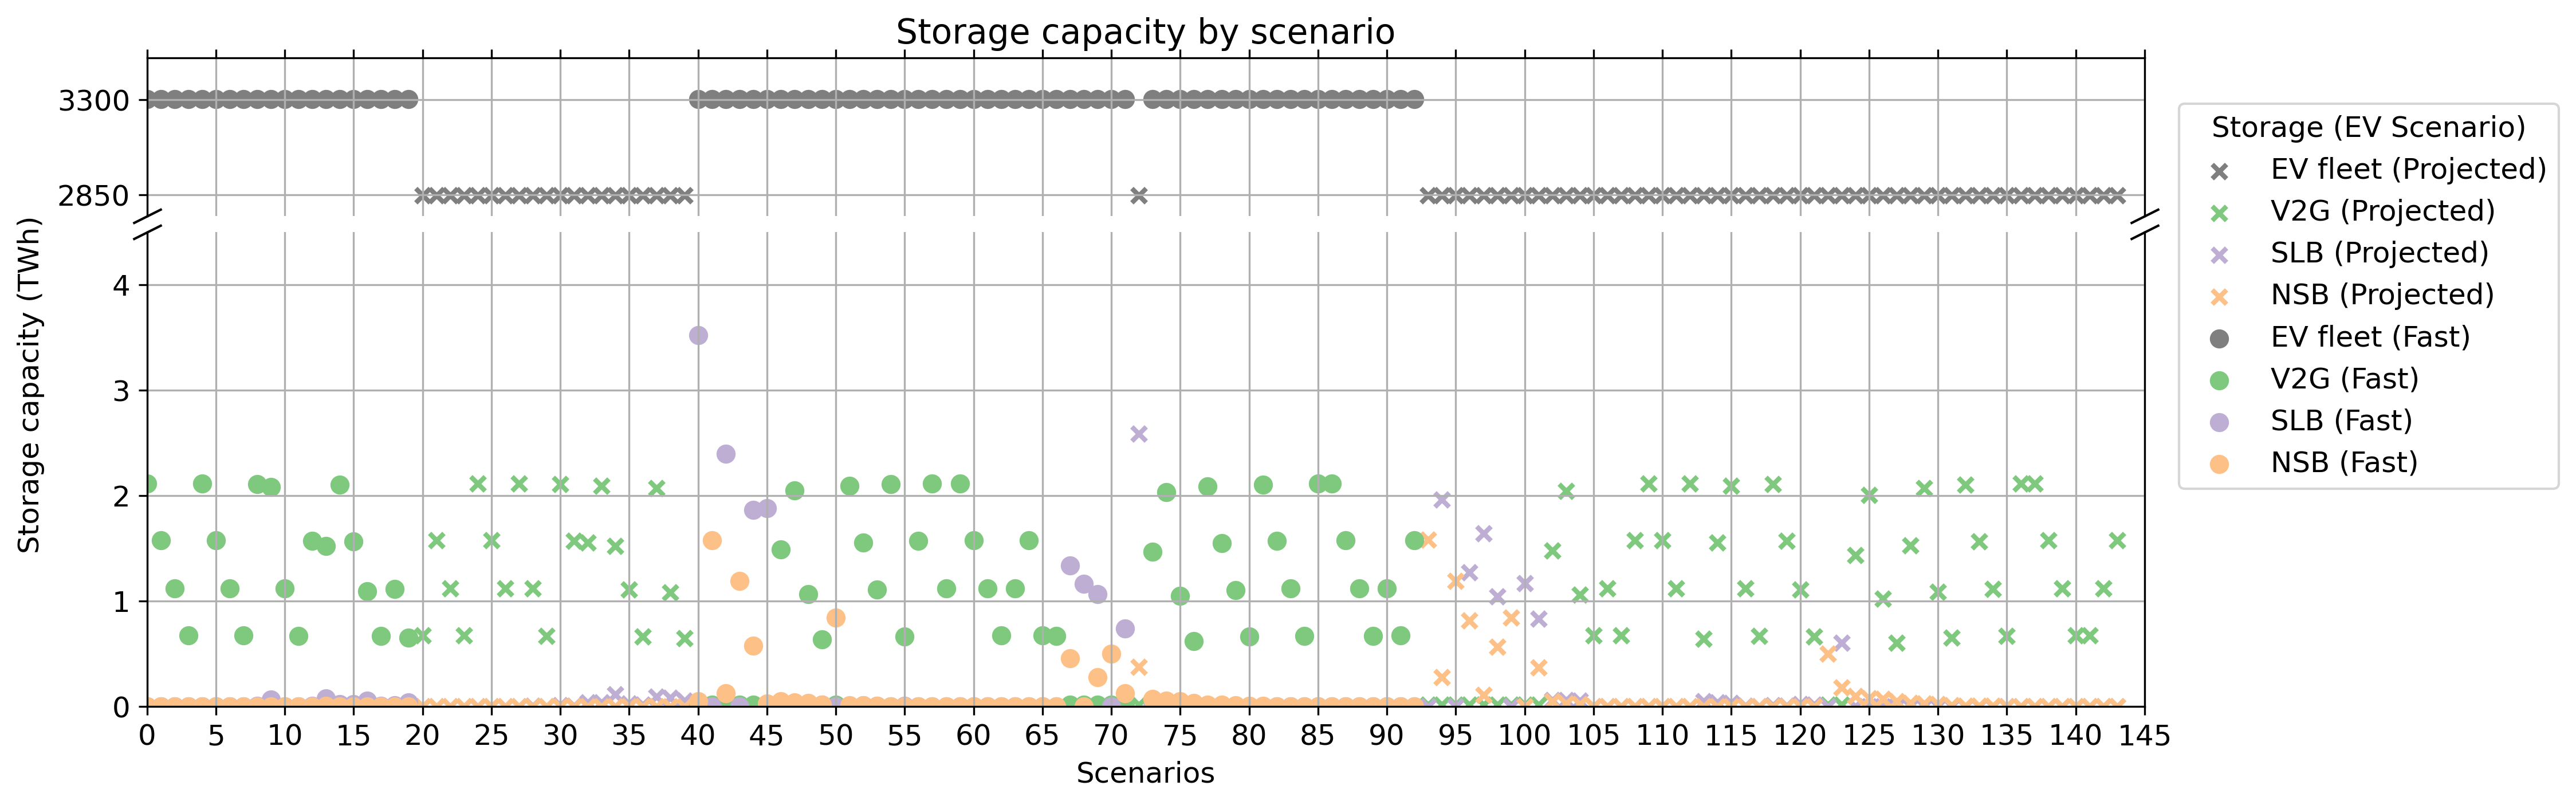 Storage capacity by scenario
3300
2850
4
3
2
1
0
Storage capacity (TWh)
0 5 10 15 20 25 30 35 40 45 50 55 60 65 70 75 80 85 90 95 100 105 110 115 120 125 130 135 140 145
Scenarios
Storage (EV Scenario)
EV fleet (Projected)
V2G (Projected)
SLB (Projected)
NSB (Projected)
EV fleet (Fast)
V2G (Fast)
SLB (Fast)
NSB (Fast)